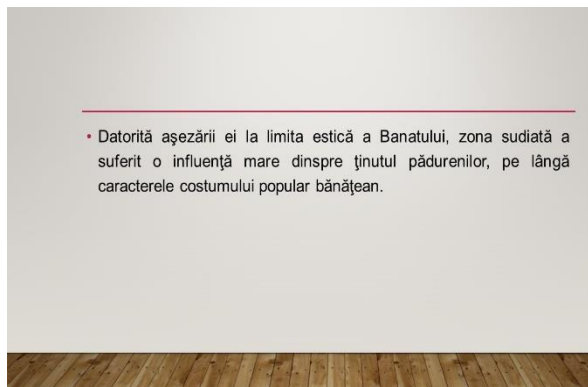 • Datorită aşezării ei la limita estică a Banatului, zona sudiată a
suferit o influenţă mare dinspre ţinutul pădurenilor, pe lângă
caracterele costumului popular bănăţean.